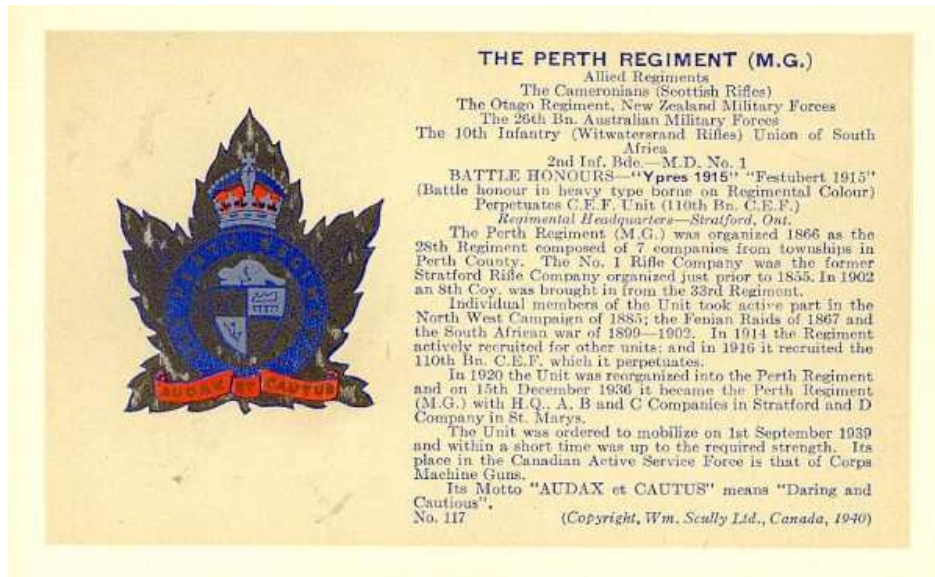 THE PERTH REGIMENT
AUDAX ET CAUTUS
THE PERTH REGIMENT (M.G.)
Allied Regiments
The Cameronians (Scottish Rifles)
The Otago Regiment, New Zealand Military Forces
The 26th Bn. Australian Military Forces
The 10th Infantry (Witwatersrand Rifles) Union of South
Africa
2nd Inf. Bde.—M.D. No. 1
BATTLE HONOURS—"Ypres 1915" "Festubert 1915"
(Battle honour in heavy type borne on Regimental Colour)
Perpetuates C.E.F. Unit (110th Bn. C.E.F.)
Regimental Headquarters—Stratford, Ont.
The Perth Regiment (M.G.) was organized 1866 as the
28th Regiment composed of 7 companies from townships in
Perth County. The No. 1 Rifle Company was the former
Stratford Rifle Company organized just prior to 1855. In 1902
an 8th Coy. was brought in from the 33rd Regiment.
Individual members of the Unit took active part in the
North West Campaign of 1885; the Fenian Raids of 1867 and
the South African war of 1899—1902. In 1914 the Regiment
actively recruited for other units; and in 1916 it recruited the
110th Bn. C.E.F. which it perpetuates.
In 1920 the Unit was reorganized into the Perth Regiment
and on 15th December 1936 it became the Perth Regiment
(M.G.) with H.Q., A, B and C Companies in Stratford and D
Company in St. Marys.
The Unit was ordered to mobilize on 1st September 1939
and within a short time was up to the required strength. Its
place in the Canadian Active Service Force is that of Corps
Machine Guns.
Its Motto "AUDAX et CAUTUS" means "Daring and
Cautious".
No. 117 (Copyright, Wm. Scully Ltd., Canada, 1940)